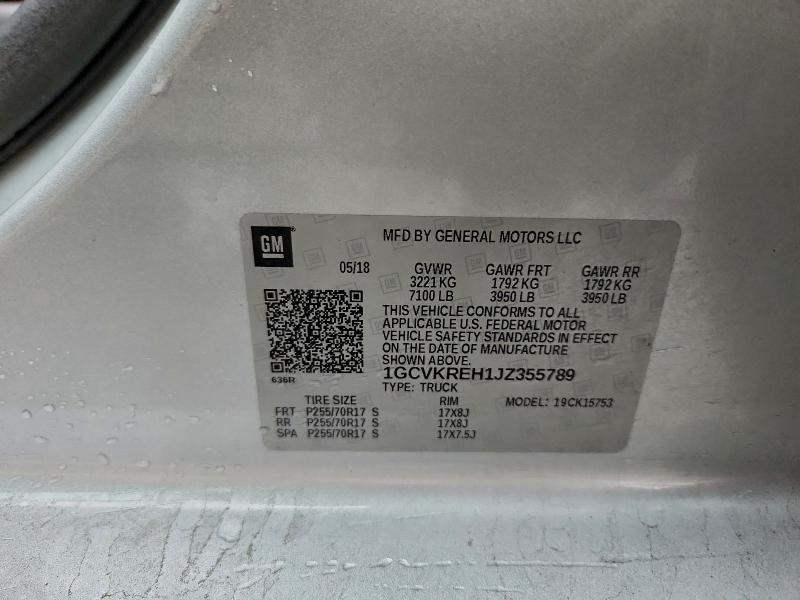 GM
MFD BY GENERAL MOTORS LLC
05/18 GVWR GAWR FRT GAWR RR
3221 KG 1792 KG 1792 KG
7100 LB 3950 LB 3950 LB
THIS VEHICLE CONFORMS TO ALL
APPLICABLE U.S. FEDERAL MOTOR
VEHICLE SAFETY STANDARDS IN EFFECT
ON THE DATE OF MANUFACTURE
SHOWN ABOVE.
636R
1GCVKREH1JZ355789
TYPE: TRUCK
TIRE SIZE RIM MODEL: 19CK15753
FRT P255/70R17 S 17X8J
RR P255/70R17 S 17X8J
SPA P255/70R17 S 17X7.5J